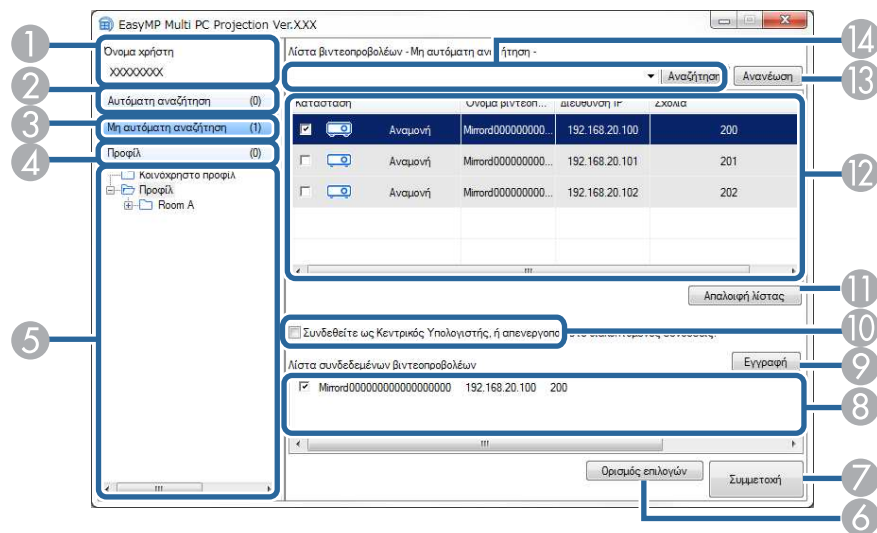 EasyMP Multi PC Projection Ver.XXX
1
Όνομα χρήστη
XXXXXXXX
2
Αυτόματη αναζήτηση (0)
3
Μη αυτόματη αναζήτηση (1)
4
Προφίλ (0)
5
Κοινόχρηστο προφίλ
Προφίλ
Room A
Λίστα βιντεοπροβολέων - Μη αυτόματη ήτηση -
14
Αναζήτηση
Ανανέωση
13
Κατάσταση Όνομα βιντεοπ... Διεύθυνση IP Σχόλια
Αναμονή Mirrord000000000... 192.168.20.100 200
Αναμονή Mirrord000000000... 192.168.20.101 201
Αναμονή Mirrord000000000... 192.168.20.102 202
12
Απαλοιφή λίστας
11
Συνδεθείτε ως Κεντρικός Υπολογιστής, ή απενεργοπο
10
Λίστα συνδεδεμένων βιντεοπροβολέων
Εγγραφή
9
Mirrord00000000000000000000 192.168.20.100 200
8
Ορισμός επιλογών
Συμμετοχή
7
6